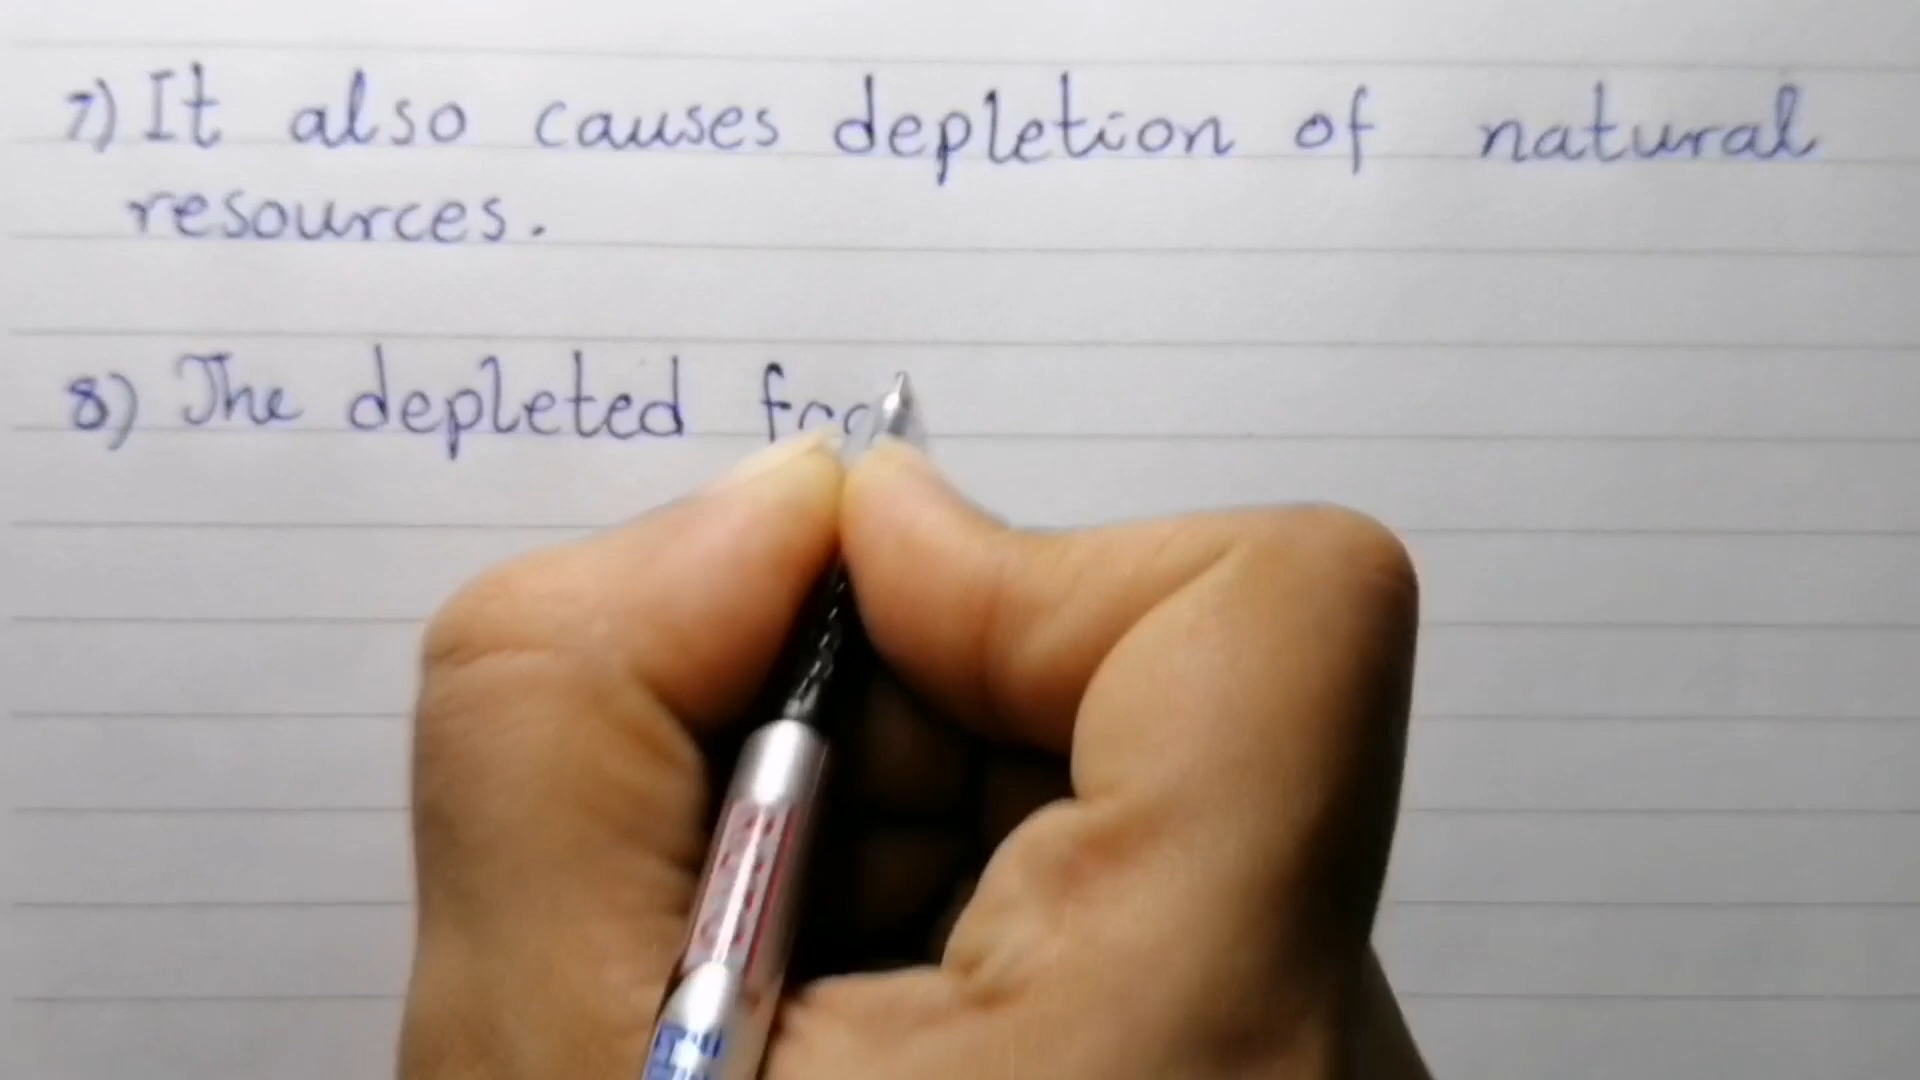 7) It also causes depletion of natural
resources.
8) The depleted